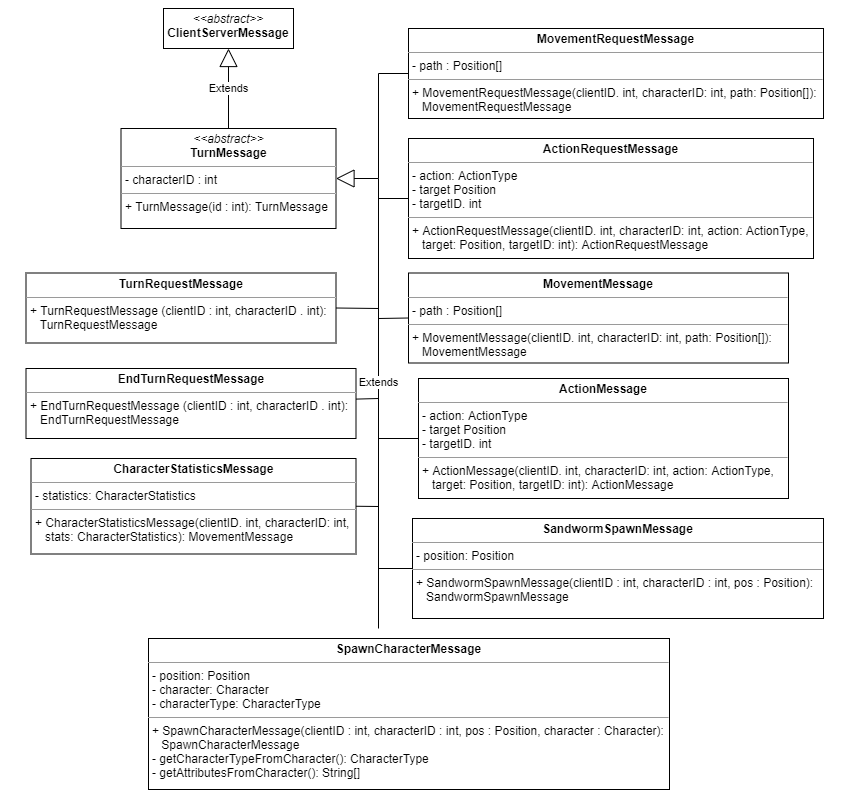 <<abstract>>
ClientServerMessage
Extends
<<abstract>>
TurnMessage
- characterID : int
+ TurnMessage(id : int): TurnMessage
MovementRequestMessage
- path : Position[]
+ MovementRequestMessage(clientID. int, characterID: int, path: Position[]):
MovementRequestMessage
ActionRequestMessage
- action: ActionType
- target Position
- targetID. int
+ ActionRequestMessage(clientID. int, characterID: int, action: ActionType,
target: Position, targetID: int): ActionRequestMessage
TurnRequestMessage
+ TurnRequestMessage (clientID : int, characterID . int):
TurnRequestMessage
MovementMessage
- path : Position[]
+ MovementMessage(clientID. int, characterID: int, path: Position[]):
MovementMessage
EndTurnRequestMessage
+ EndTurnRequestMessage (clientID : int, characterID . int):
EndTurnRequestMessage
Extends
ActionMessage
- action: ActionType
- target Position
- targetID. int
+ ActionMessage(clientID. int, characterID: int, action: ActionType,
target: Position, targetID: int): ActionMessage
CharacterStatisticsMessage
- statistics: CharacterStatistics
+ CharacterStatisticsMessage(clientID. int, characterID: int,
stats: CharacterStatistics): MovementMessage
SandwormSpawnMessage
- position: Position
+ SandwormSpawnMessage(clientID : int, characterID : int, pos : Position):
SandwormSpawnMessage
SpawnCharacterMessage
- position: Position
- character: Character
- characterType: CharacterType
+ SpawnCharacterMessage(clientID : int, characterID : int, pos : Position, character : Character):
SpawnCharacterMessage
- getCharacterTypeFromCharacter(): CharacterType
- getAttributesFromCharacter(): String[]